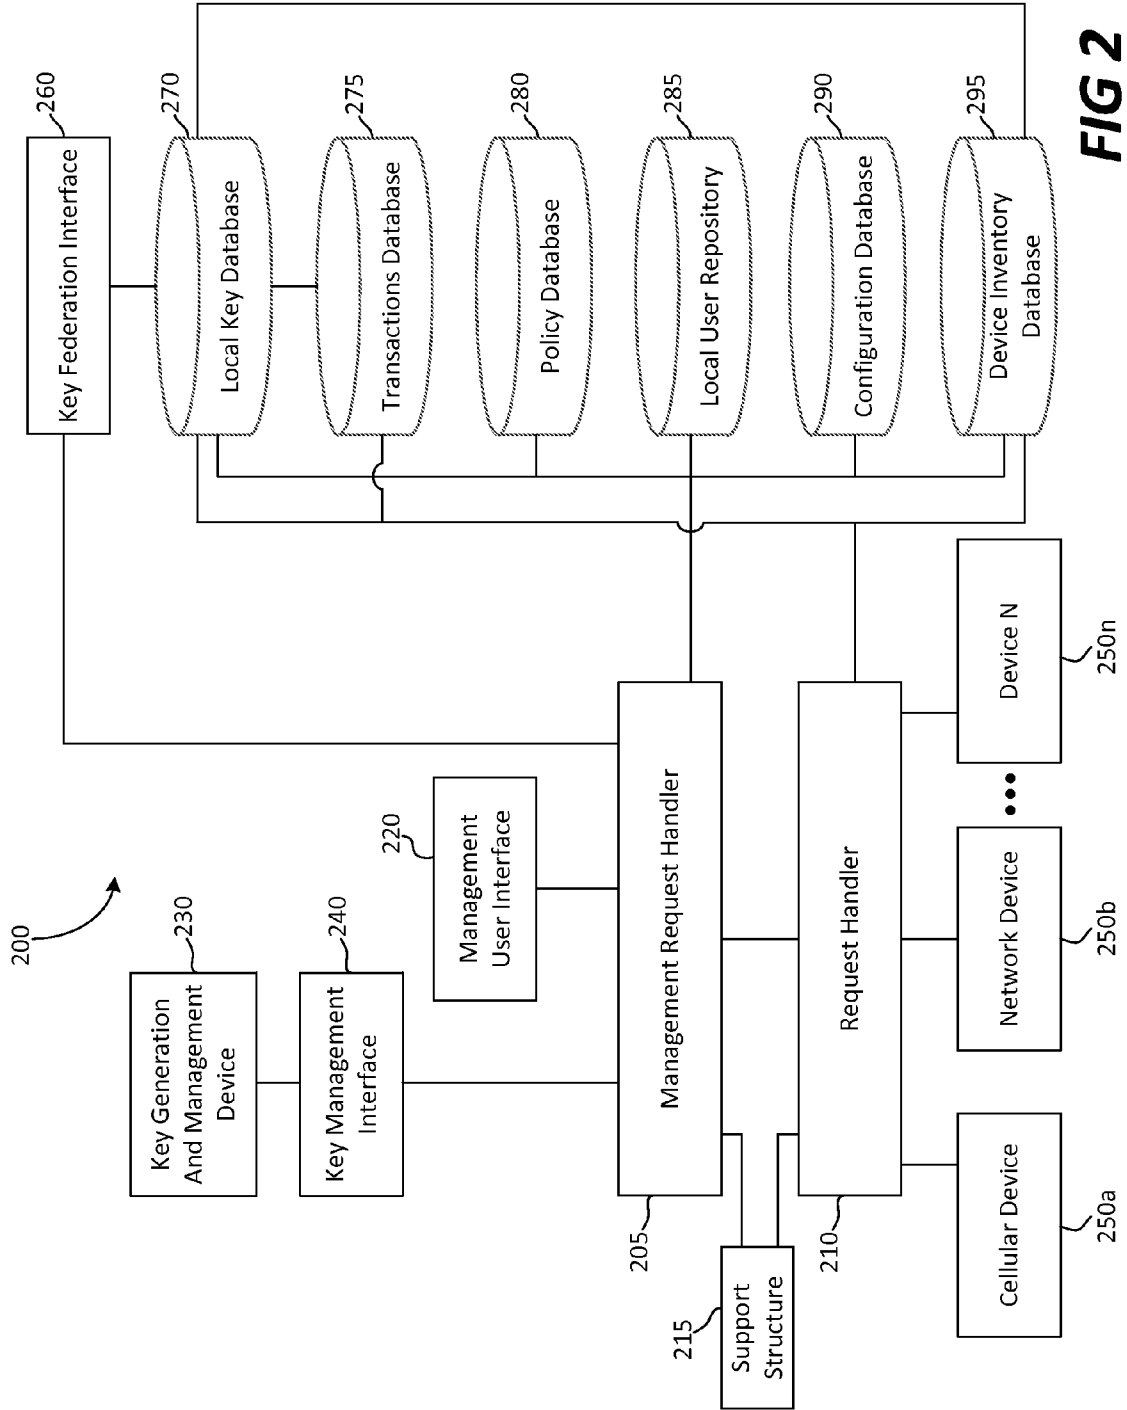 200
230
Key Generation
And Management
Device
240
Key Management
Interface
220
Management
User Interface
260
Key Federation Interface
205
Management Request Handler
215
Support
Structure
210
Request Handler
270
Local Key Database
275
Transactions Database
280
Policy Database
285
Local User Repository
290
Configuration Database
295
Device Inventory
Database
Cellular Device
250a
Network Device
250b
Device N
250n
FIG 2